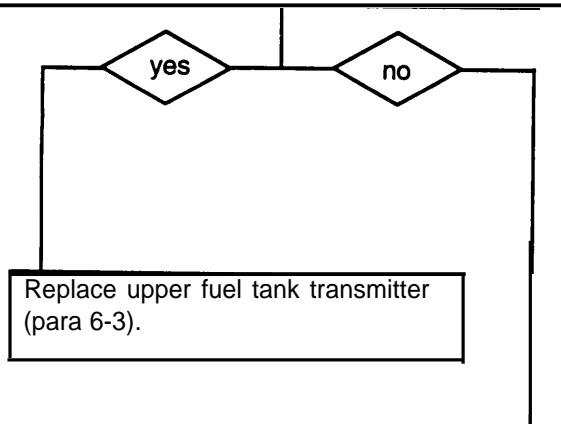 yes
no
Replace upper fuel tank transmitter
(para 6-3).